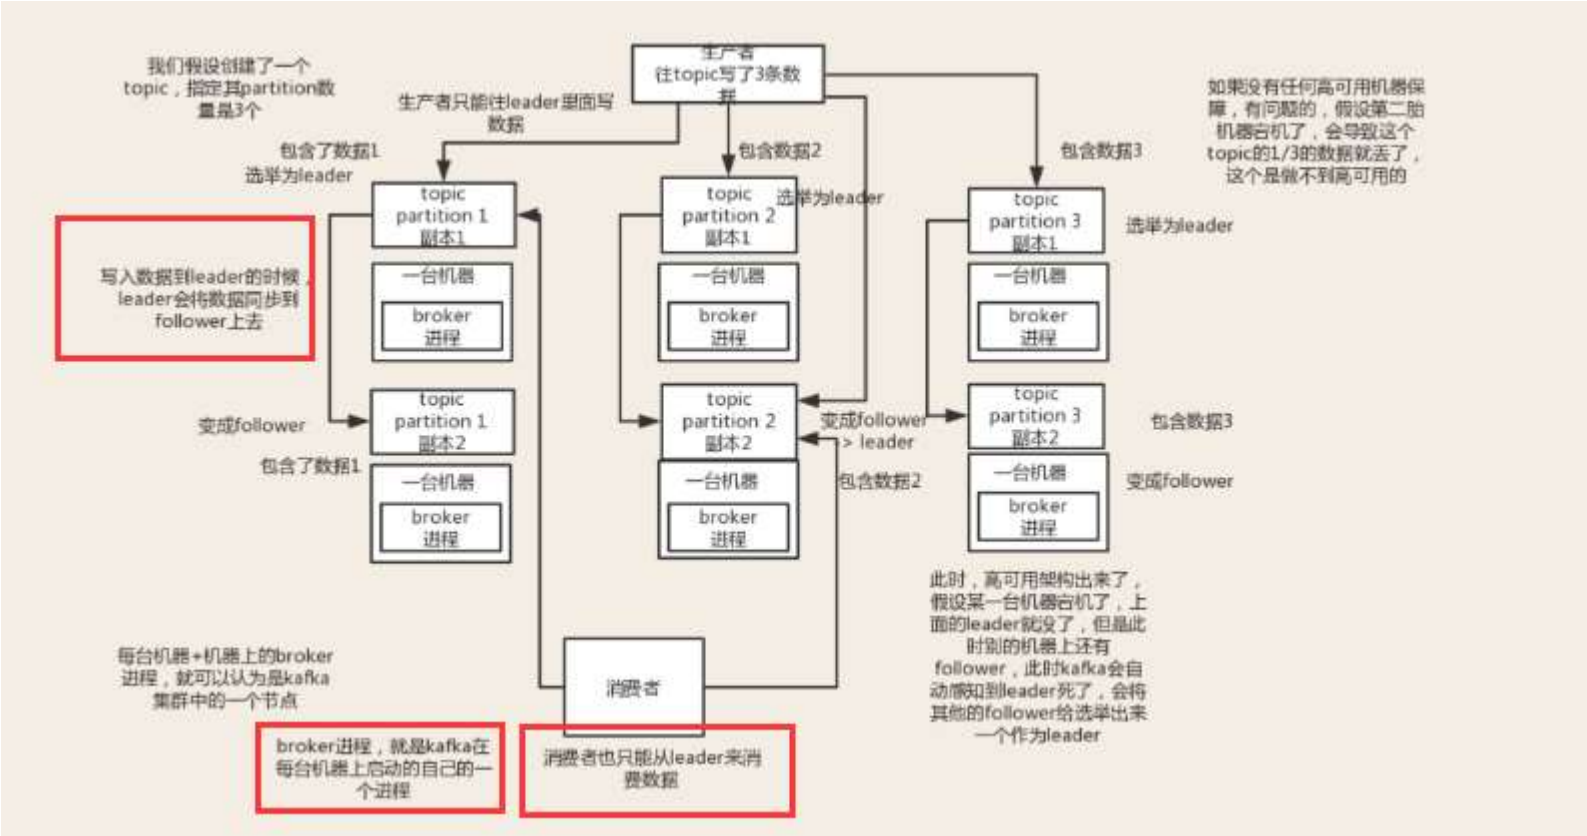 我们假设创建了一个
topic，指定其partition数
量是3个
生产者
往topic写了3条数
据
生产者只能往leader里面写
数据
如果没有任何高可用机器保
障，有问题的，假设第二胎
机器宕机了，会导致这个
topic的1/3的数据就丢了，
这个是做不到高可用的
包含了数据1
选举为leader
包含数据2
选举为leader
包含数据3
选举为leader
topic
partition 1
副本1
一台机器
broker
进程
topic
partition 2
副本1
一台机器
broker
进程
topic
partition 3
副本1
一台机器
broker
进程
写入数据到leader的时候，
leader会将数据同步到
follower上去
变成follower
包含了数据1
topic
partition 1
副本2
一台机器
broker
进程
topic
partition 2
副本2
一台机器
broker
进程
变成follower
> leader
包含数据2
topic
partition 3
副本2
一台机器
broker
进程
包含数据3
变成follower
此时，高可用架构出来了，
假设某一台机器宕机了，上
面的leader就没了，但是此
时别的机器上还有
follower，此时kafka会自
动感知到leader死了，会将
其他的follower给选举出来
一个作为leader
每台机器+机器上的broker
进程，就可以认为是kafka
集群中的一个节点
消费者
broker进程，就是kafka在
每台机器上启动的自己的一
个进程
消费者也只能从leader来消
费数据